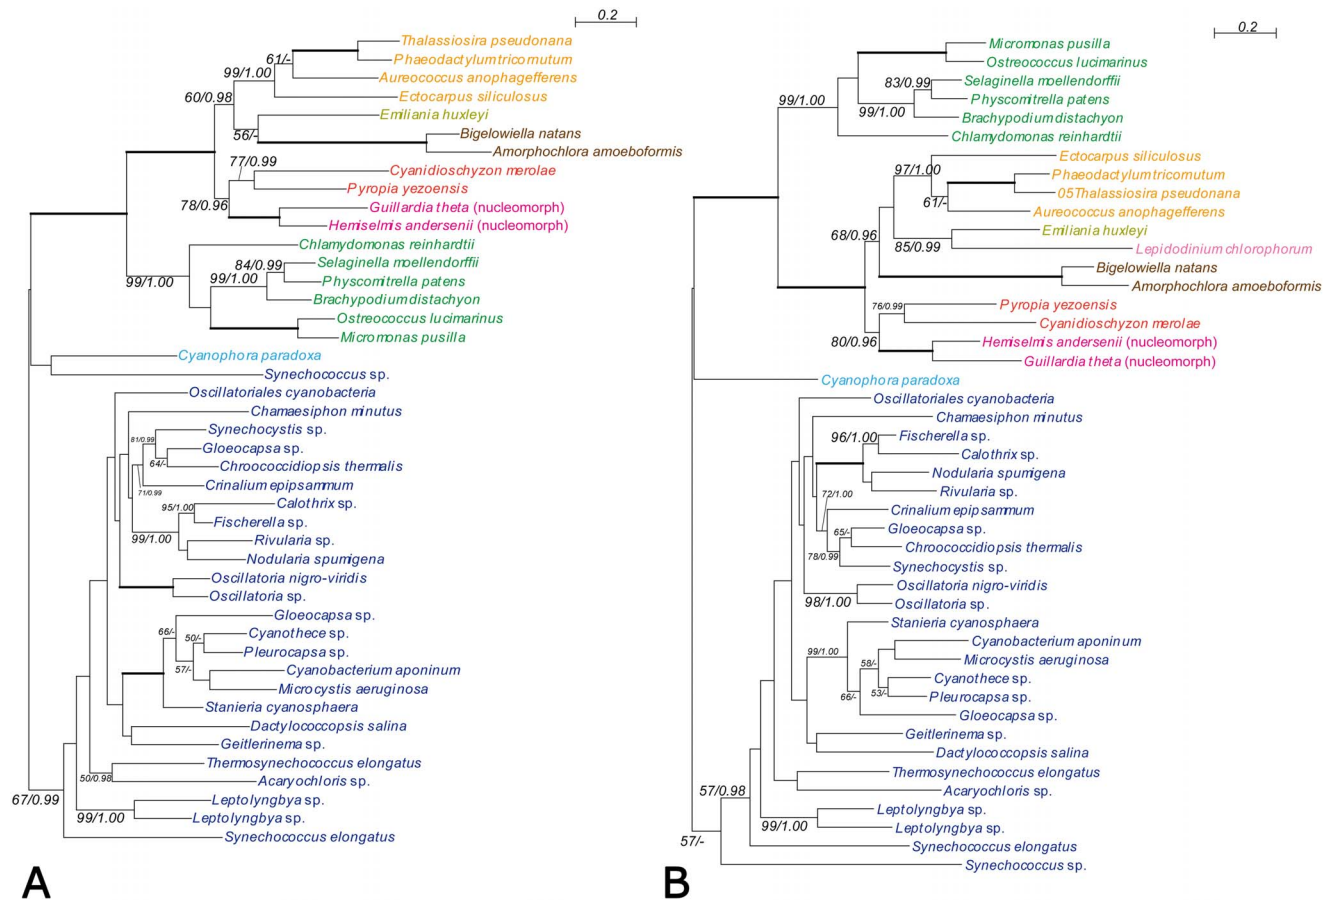 0.2
Thalassiosira pseudonana
Phaeodactylum tricornutum
61/-
Aureococcus anophagefferens
99/1.00
Ectocarpus siliculosus
60/0.98
Emiliania huxleyi
56/-
Bigelowiella natans
Amorphochlora amoeboformis
77/0.99
Cyanidioschyzon merolae
Pyropia yezoensis
78/0.96
Guillardia theta (nucleomorph)
Hemiselmis andersenii (nucleomorph)
Chlamydomonas reinhardtii
84/0.99
Selaginella moellendorffii
99/1.00
99/1.00
Physcomitrella patens
Brachypodium distachyon
Ostreococcus lucimarinus
Micromonas pusilla
Cyanophora paradoxa
Synechococcus sp.
Oscillatoriales cyanobacteria
Chamaesiphon minutus
Synechocystis sp.
81/0.99
Gloeocapsa sp.
64/-
Chroococcidiopsis thermalis
Crinalium epipsammum
71/0.99
Calothrix sp.
95/1.00
Fischerella sp.
99/1.00
Rivularia sp.
Nodularia spumigena
Oscillatoria nigro-viridis
Oscillatoria sp.
Gloeocapsa sp.
66/-
Cyanothece sp.
50/-
Pleurocapsa sp.
57/-
Cyanobacterium aponinum
Microcystis aeruginosa
Stanieria cyanosphaera
Dactylococcopsis salina
Geitlerinema sp.
Thermosynechococcus elongatus
50/0.98
Acaryochloris sp.
67/0.99
Leptolyngbya sp.
99/1.00
Leptolyngbya sp.
Synechococcus elongatus
A
0.2
Micromonas pusilla
Ostreococcus lucimarinus
83/0.99
Selaginella moellendorffii
99/1.00
Physcomitrella patens
99/1.00
Brachypodium distachyon
Chlamydomonas reinhardtii
Ectocarpus siliculosus
97/1.00
Phaeodactylum tricornutum
05Thalassiosira pseudonana
61/-
Aureococcus anophagefferens
68/0.96
Emiliania huxleyi
85/0.99
Lepidodinium chlorophorum
Bigelowiella natans
Amorphochlora amoeboformis
76/0.99
Pyropia yezoensis
Cyanidioschyzon merolae
80/0.96
Hemiselmis andersenii (nucleomorph)
Guillardia theta (nucleomorph)
Cyanophora paradoxa
Oscillatoriales cyanobacteria
Chamaesiphon minutus
96/1.00
Fischerella sp.
Calothrix sp.
Nodularia spumigena
Rivularia sp.
72/1.00
Crinalium epipsammum
65/-
Gloeocapsa sp.
Chroococcidiopsis thermalis
78/0.99
Synechocystis sp.
Oscillatoria nigro-viridis
98/1.00
Oscillatoria sp.
Stanieria cyanosphaera
Cyanobacterium aponinum
99/1.00
58/-
Microcystis aeruginosa
Cyanothece sp.
66/-
53/-
Pleurocapsa sp.
Gloeocapsa sp.
Geitlerinema sp.
Dactylococcopsis salina
Thermosynechococcus elongatus
57/0.98
Acaryochloris sp.
Leptolyngbya sp.
99/1.00
Leptolyngbya sp.
57/-
Synechococcus elongatus
Synechococcus sp.
B